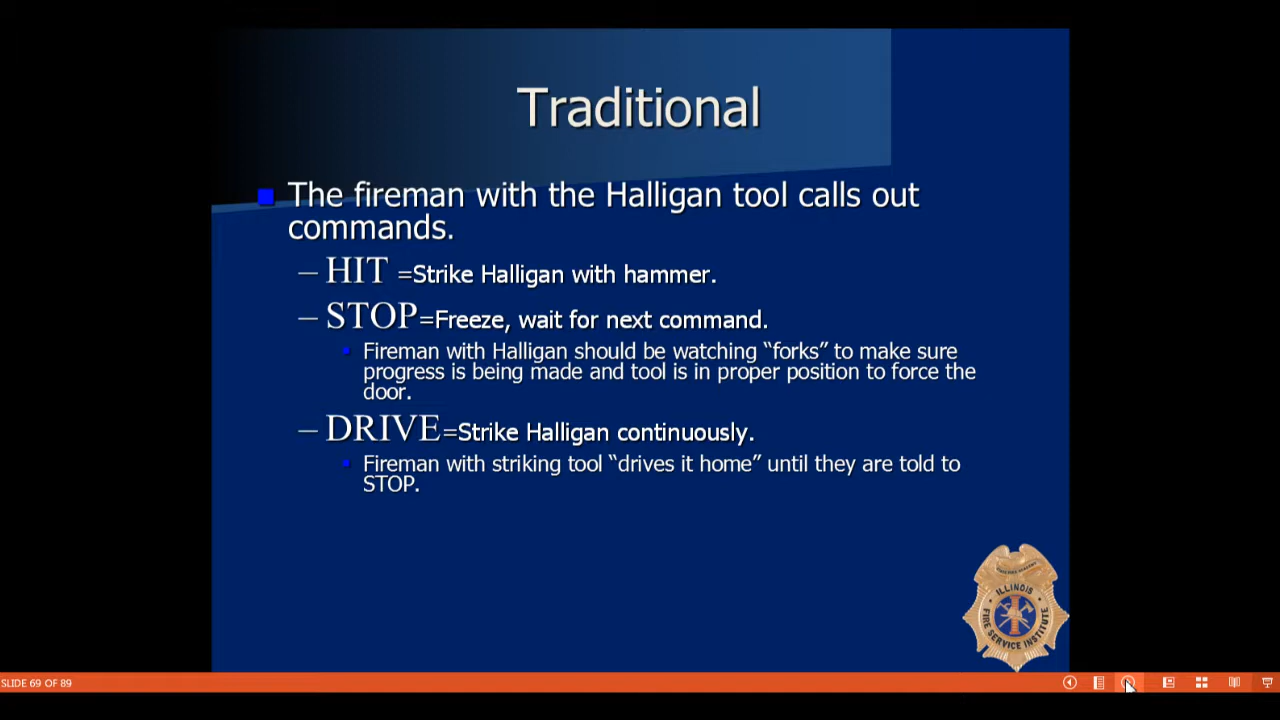 Traditional
The fireman with the Halligan tool calls out
commands.
– HIT =Strike Halligan with hammer.
– STOP=Freeze, wait for next command.
Fireman with Halligan should be watching “forks” to make sure
progress is being made and tool is in proper position to force the
door.
– DRIVE=Strike Halligan continuously.
Fireman with striking tool “drives it home” until they are told to
STOP.
ILLINOIS
FIRE SERVICE INSTITUTE
SLIDE 69 OF 89